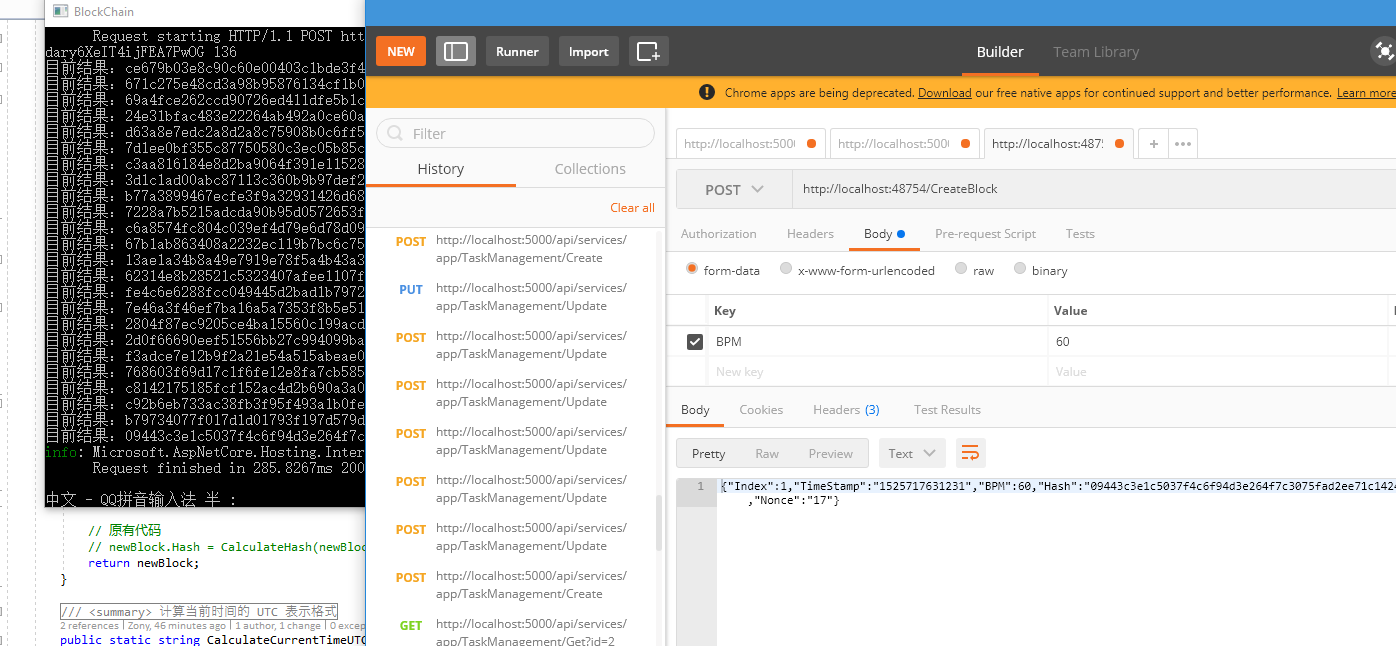 BlockChain
Request starting HTTP/1.1 POST htt
dary6XeIT4ijFEA7PwOG 136
目前结果：ce679b03e8c90c60e00403c1bde3f4
目前结果：671c275e48cd3a98b95876134cf1b0
目前结果：69a4fce262ccd90726ed411dfe5b1c
目前结果：24e31bfac483e22264ab492a0ce60a
目前结果：d63a8e7edc2a8d2a8c75908b0c6ff5
目前结果：7d1ee0bf355c87750580c3ec05b85c
目前结果：c3aa816184e8d2ba9064f391e11528
目前结果：3d1c1ad00abc87113c360b9b97def2
目前结果：b77a3899467ecfe3f9a32931426d68
目前结果：7228a7b5215adcda90b95d0572653f
目前结果：c6a8574fc804c039ef4d79e6d78d09
目前结果：67b1ab863408a2232ec119b7bc6c75
目前结果：13ae1a34b8a49e7919e78f5a4b43a3
目前结果：62314e8b28521c5323407afee1107f
目前结果：fe4c6e6288fcc049445d2bad1b7972
目前结果：7e46a3f46ef7ba16a5a7353f8b5e51
目前结果：2804f87ec9205ce4ba15560c199acd
目前结果：2d0f66690eef51556bb27c994099ba
目前结果：f3adce7e12b9f2a21e54a515abeae0
目前结果：768603f69d17c1f6fe12e8fa7cb585
目前结果：c8142175185fcf152ac4d2b690a3a0
目前结果：c92b6eb733ac38fb3f95f493a1b0fe
目前结果：b79734077f017d1d01793f197d579d
目前结果：09443c3e1c5037f4c6f94d3e264f7c
info: Microsoft.AspNetCore.Hosting.Inter
Request finished in 285.8267ms 200
中文 - QQ拼音输入法 半 :
// 原有代码
// newBlock.Hash = CalculateHash(newBloc
return newBlock;
}
/// <summary> 计算当前时间的 UTC 表示格式
2 references | Zony, 46 minutes ago | 1 author, 1 change | 0 excep
public static string CalculateCurrentTimeUTC
NEW
Runner
Import
Builder
Team Library
Chrome apps are being deprecated. Download our free native apps for continued support and better performance. Learn more
Filter
History
Collections
Clear all
POST http://localhost:5000/api/services/
app/TaskManagement/Create
PUT http://localhost:5000/api/services/
app/TaskManagement/Update
POST http://localhost:5000/api/services/
app/TaskManagement/Update
POST http://localhost:5000/api/services/
app/TaskManagement/Update
POST http://localhost:5000/api/services/
app/TaskManagement/Update
POST http://localhost:5000/api/services/
app/TaskManagement/Update
POST http://localhost:5000/api/services/
app/TaskManagement/Update
POST http://localhost:5000/api/services/
app/TaskManagement/Create
GET http://localhost:5000/api/services/
app/TaskManagement/Get?id=2
http://localhost:500
http://localhost:500
http://localhost:487
POST
http://localhost:48754/CreateBlock
Authorization
Headers
Body
Pre-request Script
Tests
form-data
x-www-form-urlencoded
raw
binary
Key
Value
BPM
60
New key
Value
Body
Cookies
Headers (3)
Test Results
Pretty
Raw
Preview
Text
1 {"Index":1,"TimeStamp":"1525717631231","BPM":60,"Hash":"09443c3e1c5037f4c6f94d3e264f7c3075fad2ee71c1424
,"Nonce":"17"}